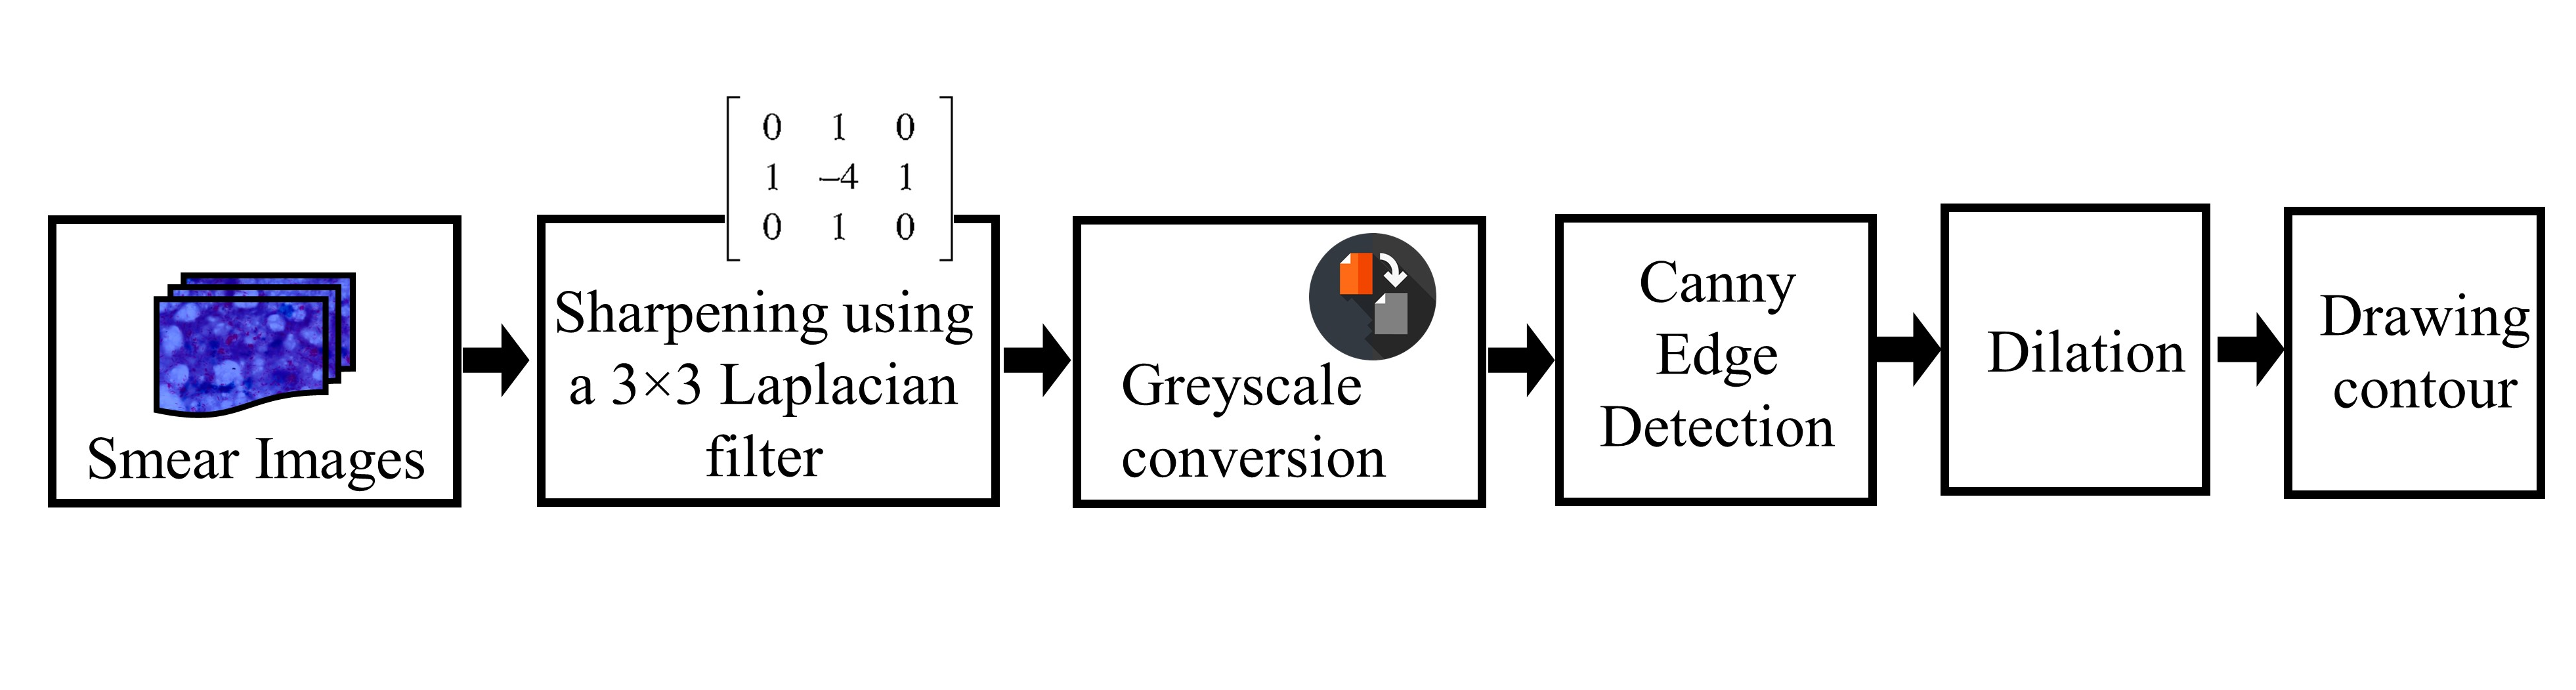 Smear Images
0 1 0
1 –4 1
0 1 0
Sharpening using
a 3×3 Laplacian
filter
Greyscale
conversion
Canny
Edge
Detection
Dilation
Drawing
contour